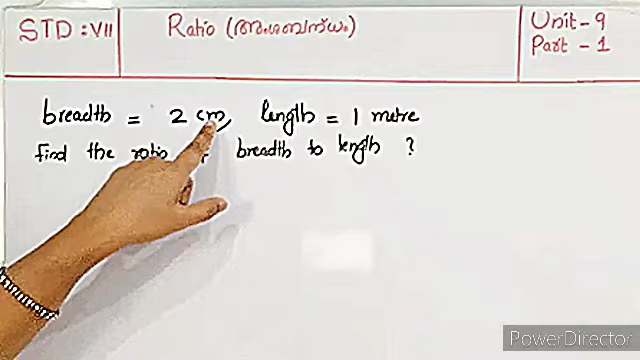 STD : VII
Ratio (അംശബന്ധം)
Unit - 9
Part - 1
breadth = 2 cm, length = 1 metre
find the ratio of breadth to length ?
PowerDirector